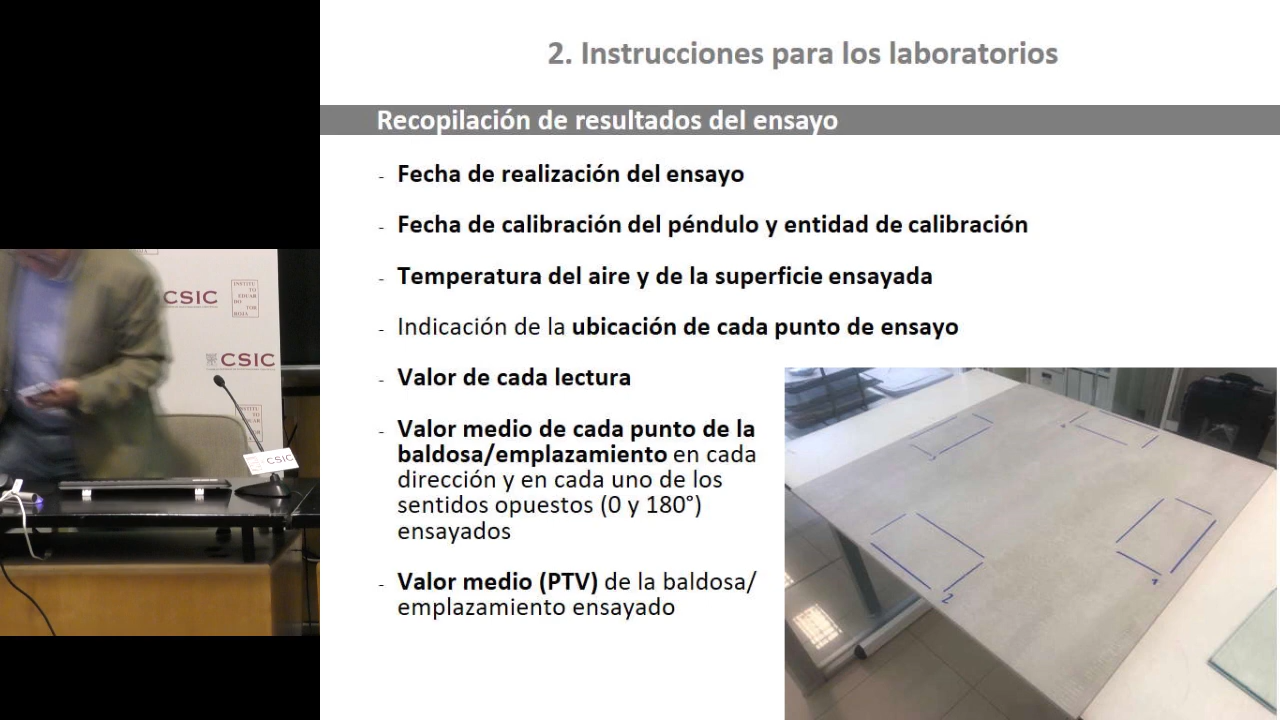 2. Instrucciones para los laboratorios
Recopilación de resultados del ensayo
- Fecha de realización del ensayo
- Fecha de calibración del péndulo y entidad de calibración
- Temperatura del aire y de la superficie ensayada
- Indicación de la ubicación de cada punto de ensayo
- Valor de cada lectura
- Valor medio de cada punto de la
baldosa/emplazamiento en cada
dirección y en cada uno de los
sentidos opuestos (0 y 180°)
ensayados
- Valor medio (PTV) de la baldosa/
emplazamiento ensayado
CSIC
CSIC
CSIC
2